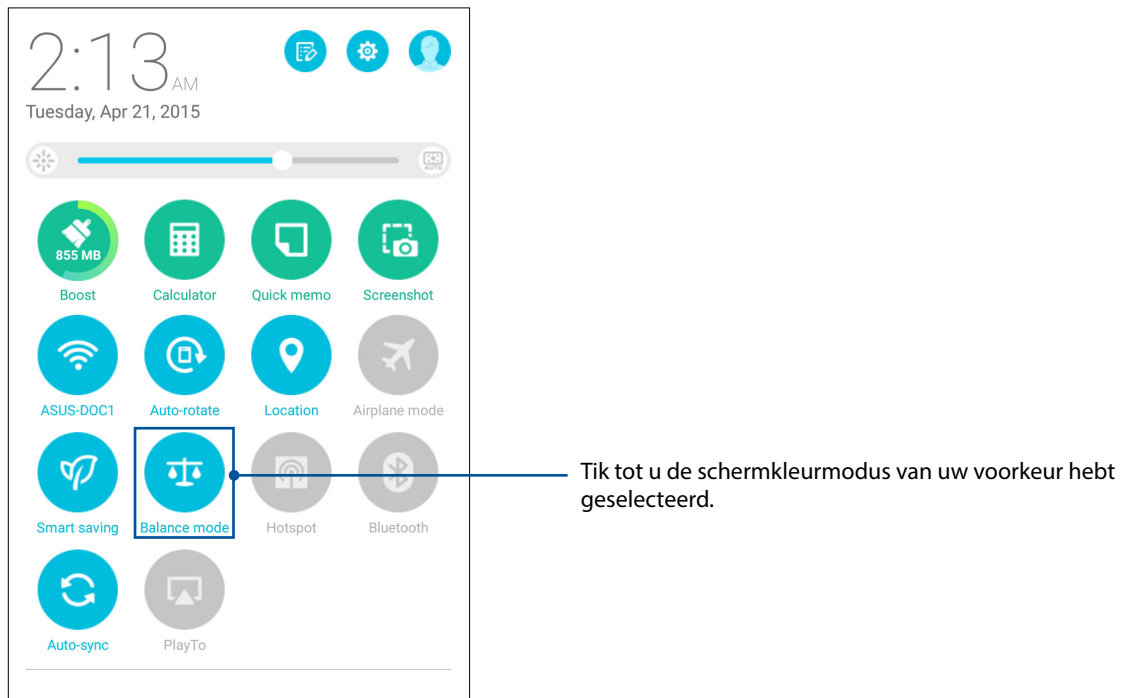 2:13 AM
Tuesday, Apr 21, 2015
AUTO
855 MB
Boost Calculator Quick memo Screenshot
ASUS-DOC1 Auto-rotate Location Airplane mode
Smart saving Balance mode Hotspot Bluetooth
Tik tot u de schermkleurmodus van uw voorkeur hebt
geselecteerd.
Auto-sync PlayTo